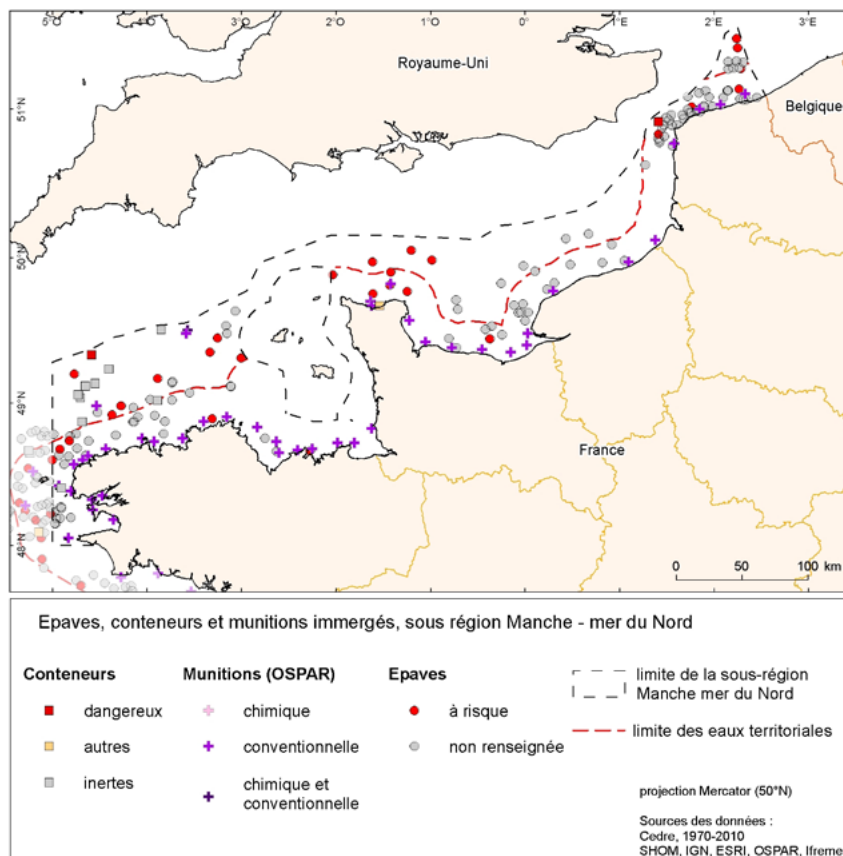 5°O
4°O
3°O
2°O
1°O
0°
1°E
2°E
3°E
51°N
50°N
49°N
48°N
Royaume-Uni
Belgique
France
0
50
100
km
Epaves, conteneurs et munitions immergés, sous région Manche - mer du Nord
Conteneurs
dangereux
autres
inertes
Munitions (OSPAR)
chimique
conventionnelle
chimique et
conventionnelle
Epaves
à risque
non renseignée
limite de la sous-région
Manche mer du Nord
limite des eaux territoriales
projection Mercator (50°N)
Sources des données :
Cedre, 1970-2010
SHOM, IGN, ESRI, OSPAR, Ifremer